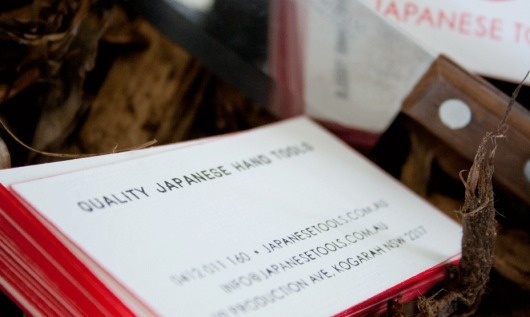 JAPANESE TO
QUALITY JAPANESE HAND TOOLS
0412 011 160 • JAPANESETOOLS.COM.AU
INFO@JAPANESETOOLS.COM.AU
PRODUCTION AVE, KOGARAH NSW 2217